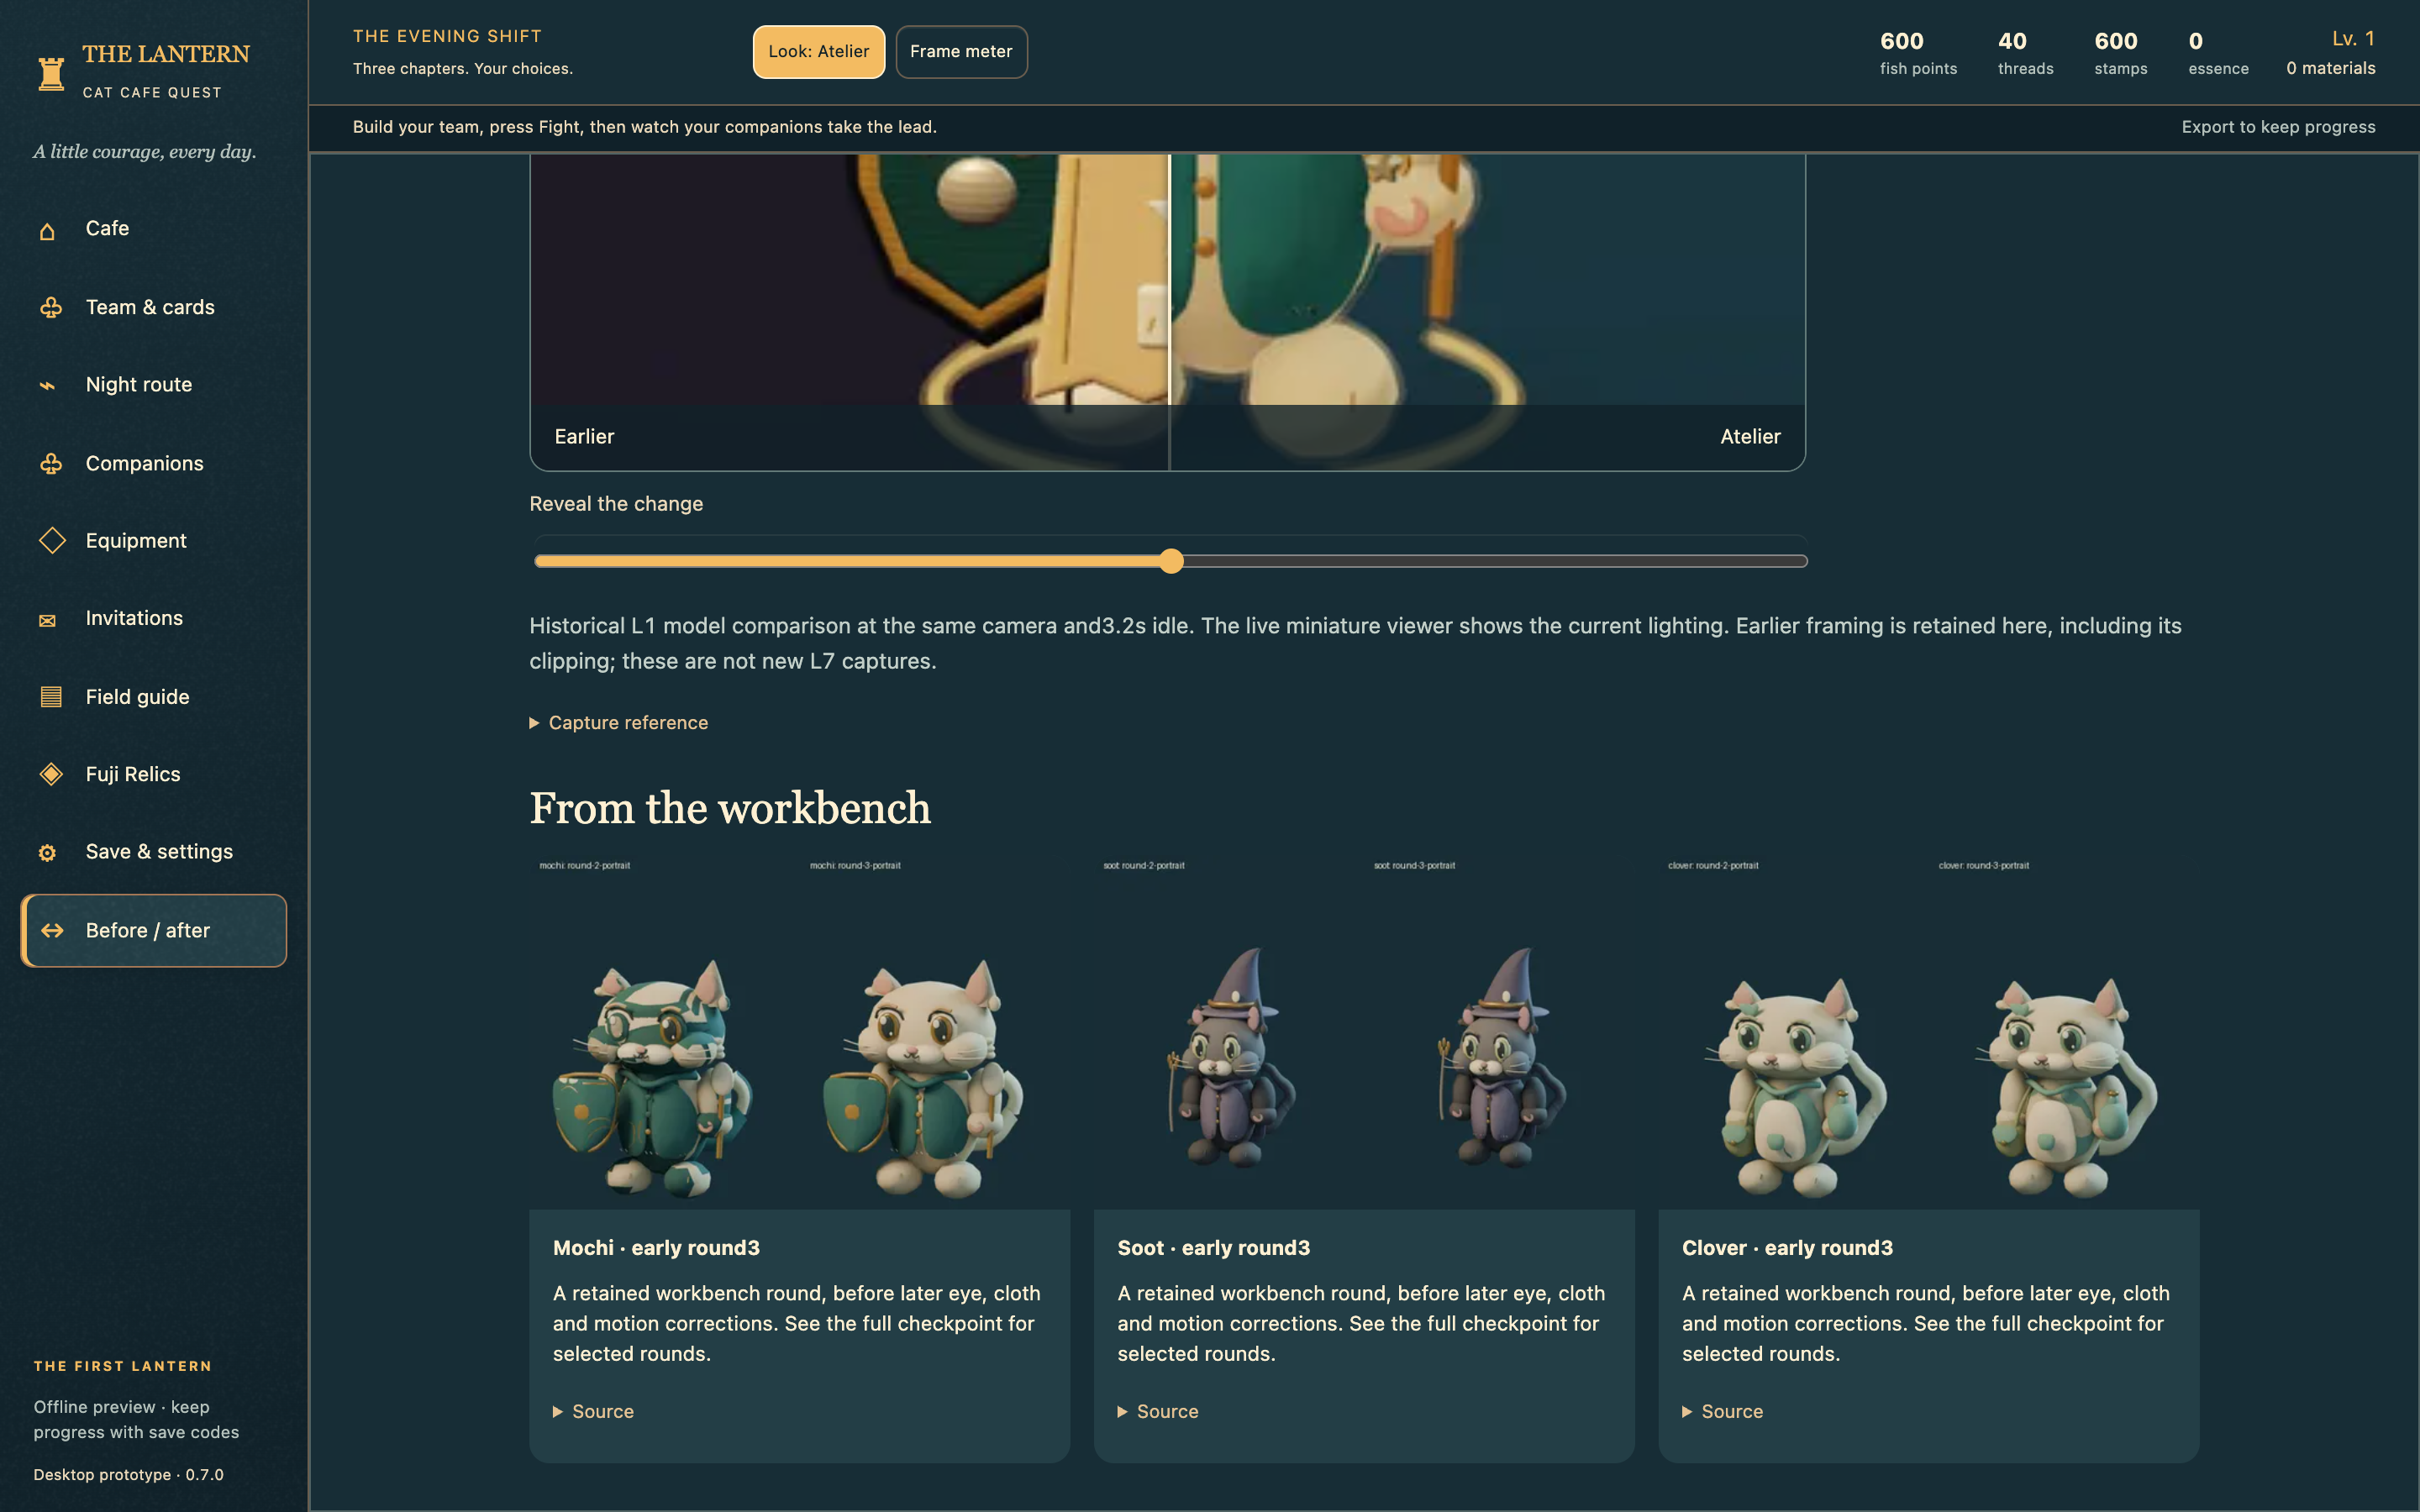 THE LANTERN
CAT CAFE QUEST
A little courage, every day.
Cafe
Team & cards
Night route
Companions
Equipment
Invitations
Field guide
Fuji Relics
Save & settings
Before / after
THE FIRST LANTERN
Offline preview · keep
progress with save codes
Desktop prototype · 0.7.0
THE EVENING SHIFT
Three chapters. Your choices.
Look: Atelier
Frame meter
600
fish points
40
threads
600
stamps
0
essence
Lv. 1
0 materials
Build your team, press Fight, then watch your companions take the lead.
Export to keep progress
Earlier
Atelier
Reveal the change
Historical L1 model comparison at the same camera and3.2s idle. The live miniature viewer shows the current lighting. Earlier framing is retained here, including its
clipping; these are not new L7 captures.
Capture reference
From the workbench
mochi: round-2-portrait
mochi: round-3-portrait
soot: round-2-portrait
soot: round-3-portrait
clover: round-2-portrait
clover: round-3-portrait
Mochi · early round3
A retained workbench round, before later eye, cloth
and motion corrections. See the full checkpoint for
selected rounds.
Source
Soot · early round3
A retained workbench round, before later eye, cloth
and motion corrections. See the full checkpoint for
selected rounds.
Source
Clover · early round3
A retained workbench round, before later eye, cloth
and motion corrections. See the full checkpoint for
selected rounds.
Source